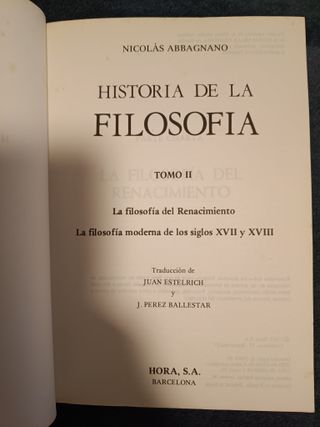 NICOLÁS ABBAGNANO
HISTORIA DE LA
FILOSOFIA
TOMO II
La filosofía del Renacimiento
La filosofía moderna de los siglos XVII y XVIII
Traducción de
JUAN ESTELRICH
y
J. PEREZ BALLESTAR
HORA, S.A.
BARCELONA